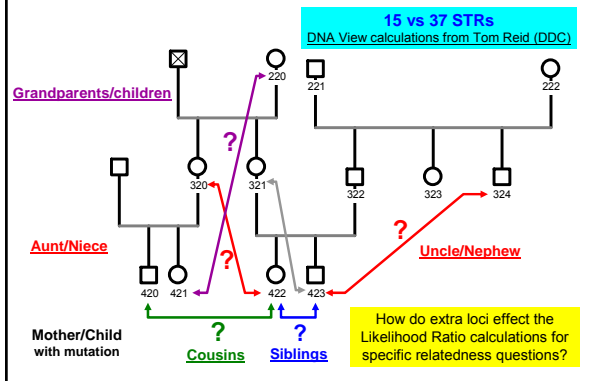 15 vs 37 STRs
DNA View calculations from Tom Reid (DDC)
220
221
222
Grandparents/children
?
320
321
322
323
324
Aunt/Niece
?
?
Uncle/Nephew
420
421
422
423
Mother/Child
with mutation
?
Cousins
?
Siblings
How do extra loci effect the
Likelihood Ratio calculations for
specific relatedness questions?